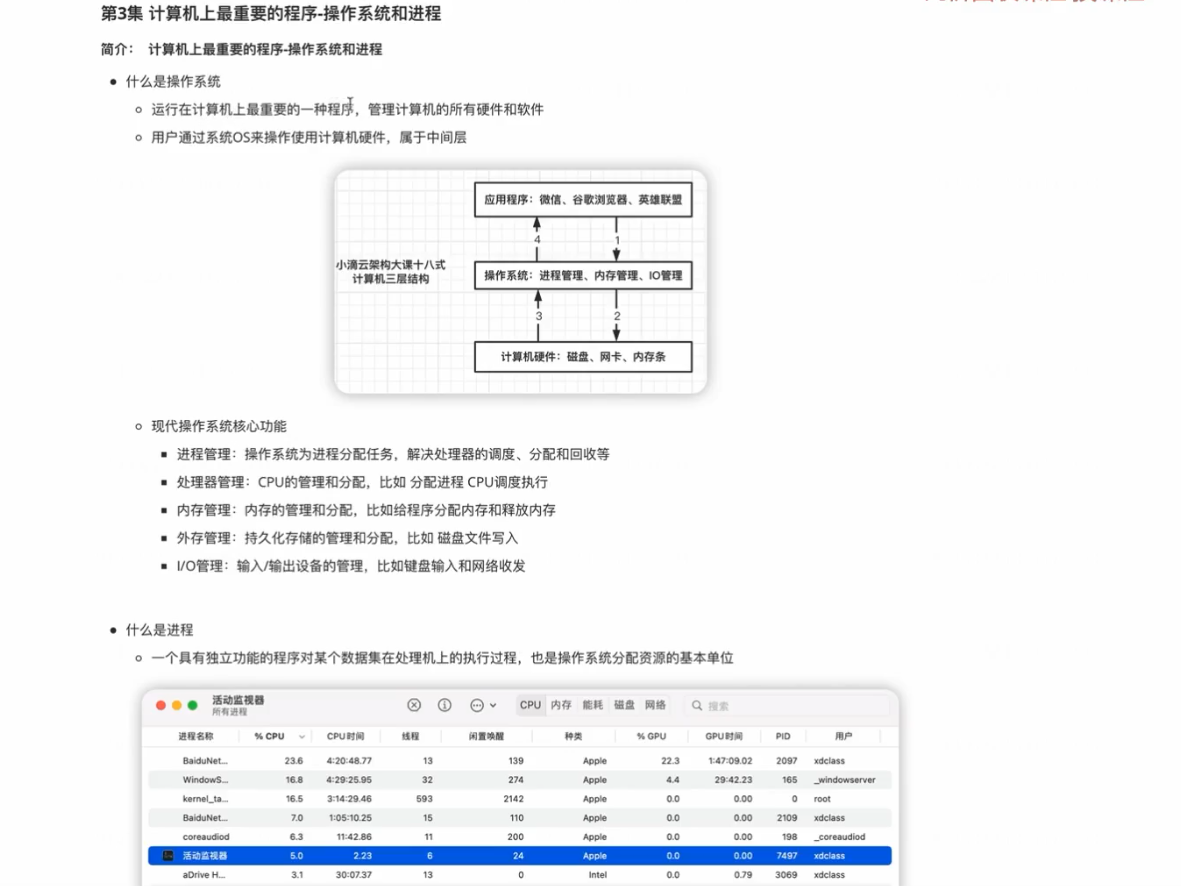 第3集 计算机上最重要的程序-操作系统和进程
简介： 计算机上最重要的程序-操作系统和进程
什么是操作系统
运行在计算机上最重要的一种程序，管理计算机的所有硬件和软件
用户通过系统OS来操作使用计算机硬件，属于中间层
应用程序：微信、谷歌浏览器、英雄联盟
4 1
小滴云架构大课十八式
计算机三层结构
操作系统：进程管理、内存管理、IO管理
3 2
计算机硬件：磁盘、网卡、内存条
现代操作系统核心功能
进程管理：操作系统为进程分配任务，解决处理器的调度、分配和回收等
处理器管理：CPU的管理和分配，比如 分配进程 CPU调度执行
内存管理：内存的管理和分配，比如给程序分配内存和释放内存
外存管理：持久化存储的管理和分配，比如 磁盘文件写入
I/O管理：输入/输出设备的管理，比如键盘输入和网络收发
什么是进程
一个具有独立功能的程序对某个数据集在处理机上的执行过程，也是操作系统分配资源的基本单位
活动监视器
所有进程
CPU 内存 能耗 磁盘 网络 搜索
进程名称 % CPU CPU时间 线程 闲置唤醒 种类 % GPU GPU时间 PID 用户
BaiduNet... 23.6 4:20:48.77 13 139 Apple 22.3 1:47:09.02 2097 xdclass
WindowS... 16.8 4:29:25.95 32 274 Apple 4.4 29:42.23 165 _windowserver
kernel_ta... 16.5 3:14:29.46 593 2142 Apple 0.0 0.00 0 root
BaiduNet... 7.0 1:05:10.25 15 110 Apple 0.0 0.00 2109 xdclass
coreaudiod 6.3 11:42.86 11 200 Apple 0.0 0.00 198 _coreaudiod
活动监视器 5.0 2.23 6 24 Apple 0.0 0.00 7497 xdclass
aDrive H... 3.1 30:07.37 13 0 Intel 0.0 0.79 3069 xdclass